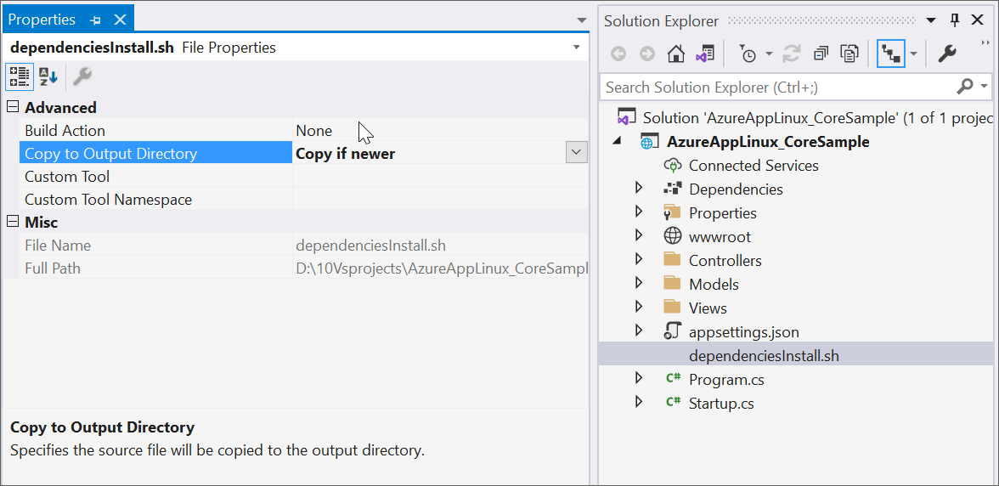 Properties
dependenciesInstall.sh File Properties
Advanced
Build Action None
Copy to Output Directory Copy if newer
Custom Tool
Custom Tool Namespace
Misc
File Name dependenciesInstall.sh
Full Path D:\10Vsprojects\AzureAppLinux_CoreSampl
Copy to Output Directory
Specifies the source file will be copied to the output directory.
Solution Explorer
Search Solution Explorer (Ctrl+;)
Solution 'AzureAppLinux_CoreSample' (1 of 1 projec
AzureAppLinux_CoreSample
Connected Services
Dependencies
Properties
wwwroot
Controllers
Models
Views
appsettings.json
dependenciesInstall.sh
C# Program.cs
C# Startup.cs